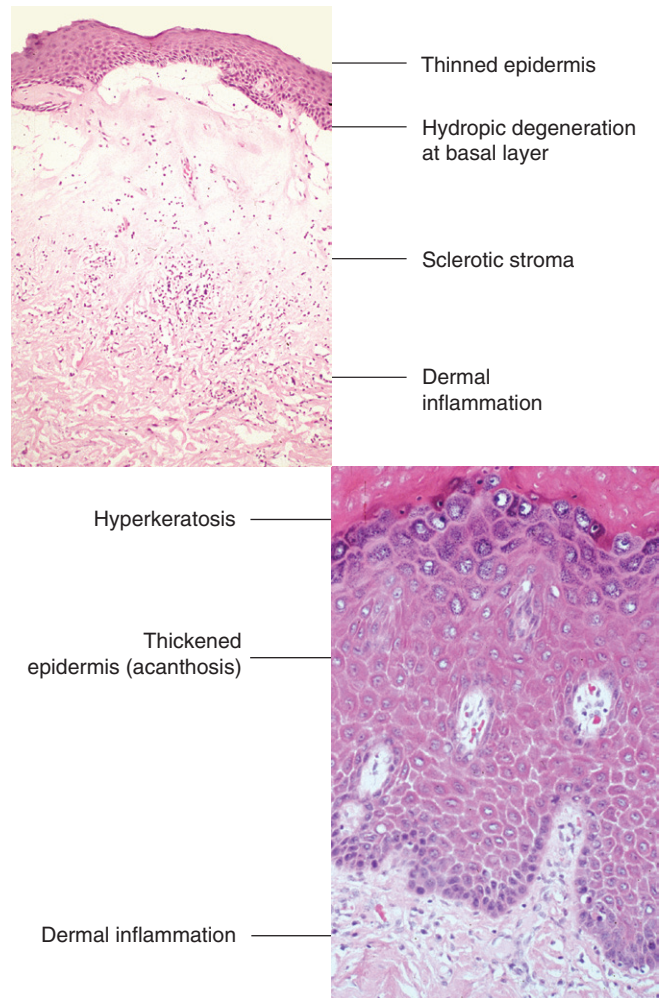 Thinned epidermis
Hydropic degeneration
at basal layer
Sclerotic stroma
Dermal
inflammation
Hyperkeratosis
Thickened
epidermis (acanthosis)
Dermal inflammation